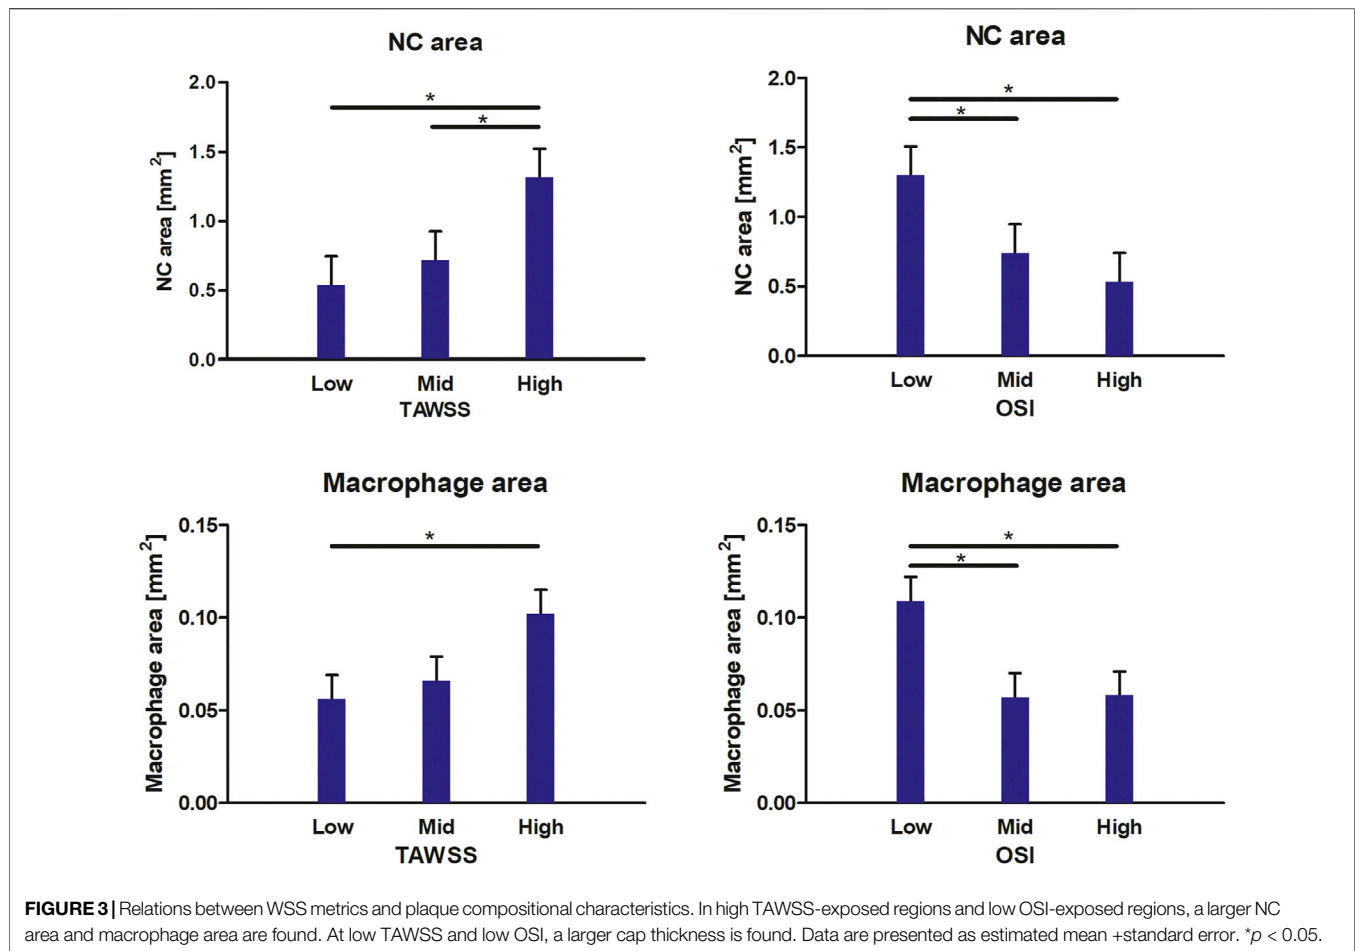 NC area
2.0
1.5
1.0
0.5
0.0
NC area [mm²]
*
*
Low Mid High
TAWSS
NC area
2.0
1.5
1.0
0.5
0.0
NC area [mm²]
*
*
Low Mid High
OSI
Macrophage area
0.15
0.10
0.05
0.00
Macrophage area [mm²]
*
Low Mid High
TAWSS
Macrophage area
0.15
0.10
0.05
0.00
Macrophage area [mm²]
*
*
Low Mid High
OSI
FIGURE 3 | Relations between WSS metrics and plaque compositional characteristics. In high TAWSS-exposed regions and low OSI-exposed regions, a larger NC
area and macrophage area are found. At low TAWSS and low OSI, a larger cap thickness is found. Data are presented as estimated mean +standard error. *p < 0.05.